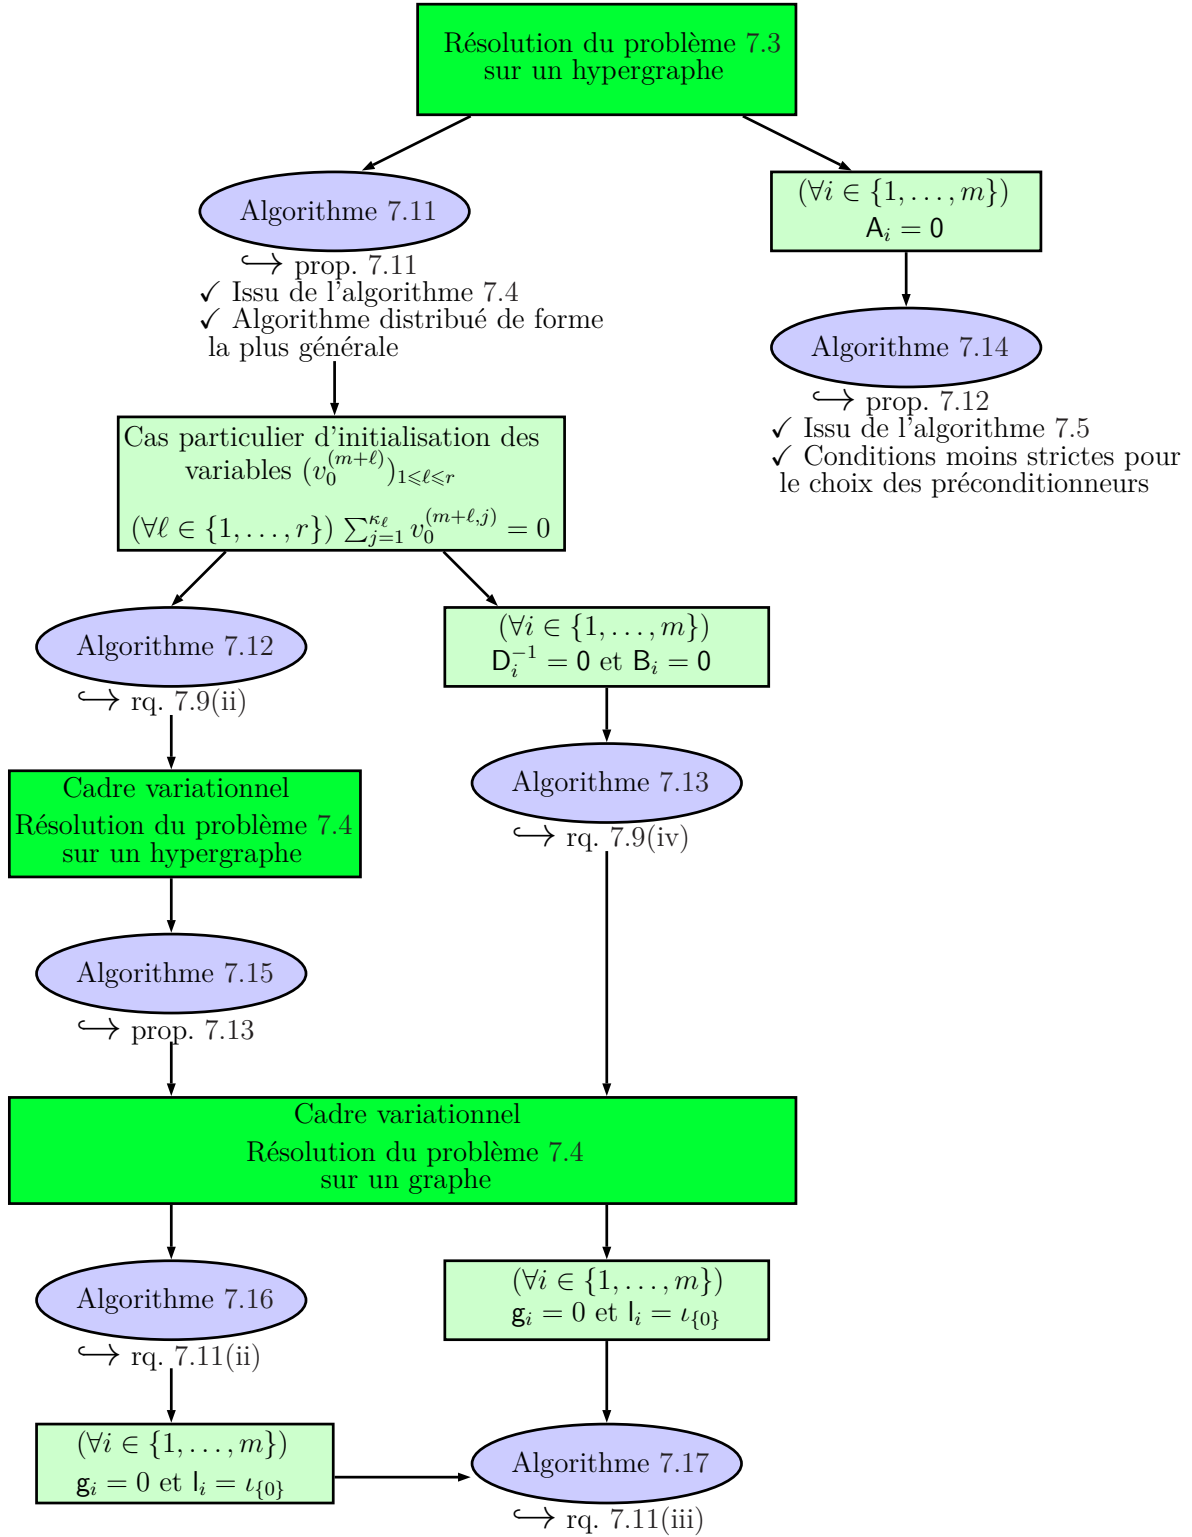 Résolution du problème 7.3
sur un hypergraphe
Algorithme 7.11
↪ prop. 7.11
✓ Issu de l'algorithme 7.4
✓ Algorithme distribué de forme
la plus générale
(∀i ∈ {1, . . . , m})
A_i = 0
Algorithme 7.14
↪ prop. 7.12
✓ Issu de l'algorithme 7.5
✓ Conditions moins strictes pour
le choix des préconditionneurs
Cas particulier d'initialisation des
variables (v_0^{(m+ℓ)})_{1⩽ℓ⩽r}
(∀ℓ ∈ {1, . . . , r}) ∑_{j=1}^{κ_ℓ} v_0^{(m+ℓ,j)} = 0
Algorithme 7.12
↪ rq. 7.9(ii)
(∀i ∈ {1, . . . , m})
D_i^{-1} = 0 et B_i = 0
Algorithme 7.13
↪ rq. 7.9(iv)
Cadre variationnel
Résolution du problème 7.4
sur un hypergraphe
Algorithme 7.15
↪ prop. 7.13
Cadre variationnel
Résolution du problème 7.4
sur un graphe
Algorithme 7.16
↪ rq. 7.11(ii)
(∀i ∈ {1, . . . , m})
g_i = 0 et l_i = ι_{{0}}
(∀i ∈ {1, . . . , m})
g_i = 0 et l_i = ι_{{0}}
Algorithme 7.17
↪ rq. 7.11(iii)